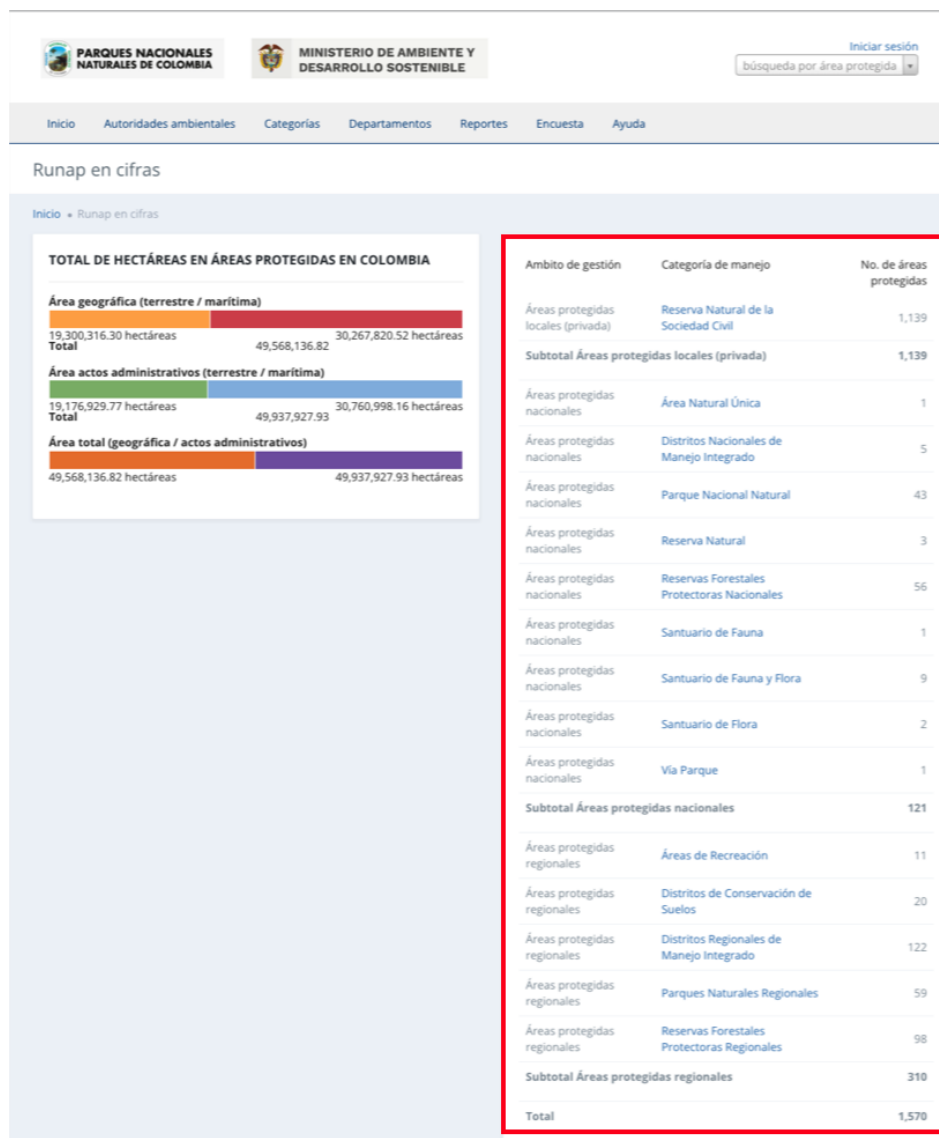 PARQUES NACIONALES
NATURALES DE COLOMBIA
MINISTERIO DE AMBIENTE Y
DESARROLLO SOSTENIBLE
Iniciar sesión
búsqueda por área protegida
Inicio Autoridades ambientales Categorías Departamentos Reportes Encuesta Ayuda
Runap en cifras
Inicio • Runap en cifras
TOTAL DE HECTÁREAS EN ÁREAS PROTEGIDAS EN COLOMBIA
Área geográfica (terrestre / marítima)
19,300,316.30 hectáreas 30,267,820.52 hectáreas
Total 49,568,136.82
Área actos administrativos (terrestre / marítima)
19,176,929.77 hectáreas 30,760,998.16 hectáreas
Total 49,937,927.93
Área total (geográfica / actos administrativos)
49,568,136.82 hectáreas 49,937,927.93 hectáreas
Ambito de gestión Categoría de manejo No. de áreas
protegidas
Áreas protegidas Reserva Natural de la
locales (privada) Sociedad Civil 1,139
Subtotal Áreas protegidas locales (privada) 1,139
Áreas protegidas
nacionales Área Natural Única 1
Áreas protegidas Distritos Nacionales de
nacionales Manejo Integrado 5
Áreas protegidas
nacionales Parque Nacional Natural 43
Áreas protegidas
nacionales Reserva Natural 3
Áreas protegidas Reservas Forestales
nacionales Protectoras Nacionales 56
Áreas protegidas
nacionales Santuario de Fauna 1
Áreas protegidas
nacionales Santuario de Fauna y Flora 9
Áreas protegidas
nacionales Santuario de Flora 2
Áreas protegidas
nacionales Vía Parque 1
Subtotal Áreas protegidas nacionales 121
Áreas protegidas
regionales Áreas de Recreación 11
Áreas protegidas Distritos de Conservación de
regionales Suelos 20
Áreas protegidas Distritos Regionales de
regionales Manejo Integrado 122
Áreas protegidas
regionales Parques Naturales Regionales 59
Áreas protegidas Reservas Forestales
regionales Protectoras Regionales 98
Subtotal Áreas protegidas regionales 310
Total 1,570